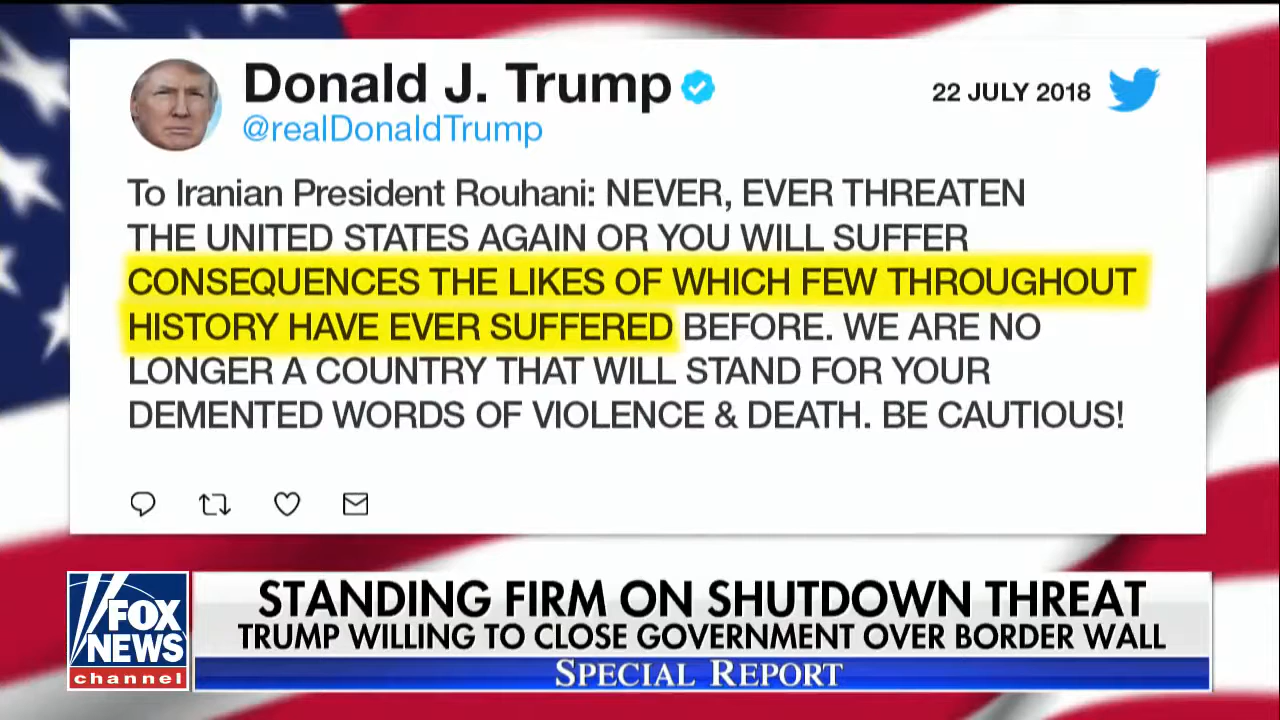 Donald J. Trump
@realDonaldTrump
22 JULY 2018
To Iranian President Rouhani: NEVER, EVER THREATEN
THE UNITED STATES AGAIN OR YOU WILL SUFFER
CONSEQUENCES THE LIKES OF WHICH FEW THROUGHOUT
HISTORY HAVE EVER SUFFERED BEFORE. WE ARE NO
LONGER A COUNTRY THAT WILL STAND FOR YOUR
DEMENTED WORDS OF VIOLENCE & DEATH. BE CAUTIOUS!
FOX
NEWS
channel
STANDING FIRM ON SHUTDOWN THREAT
TRUMP WILLING TO CLOSE GOVERNMENT OVER BORDER WALL
SPECIAL REPORT